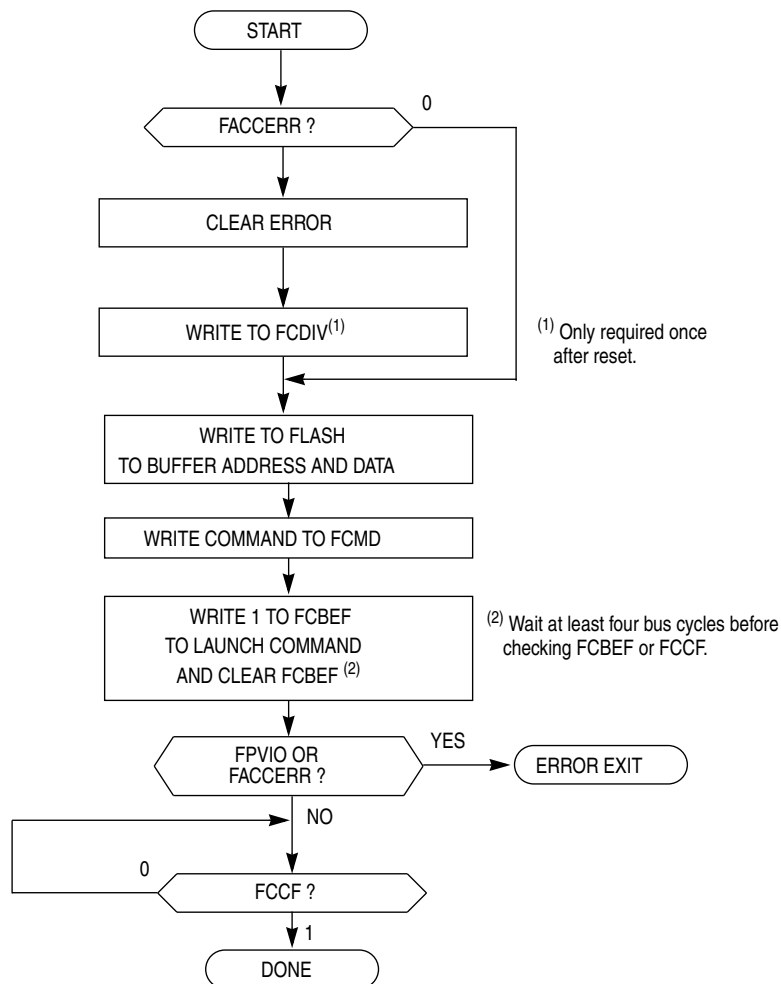 START
0
FACCERR ?
CLEAR ERROR
WRITE TO FCDIV(1)
(1) Only required once
after reset.
WRITE TO FLASH
TO BUFFER ADDRESS AND DATA
WRITE COMMAND TO FCMD
WRITE 1 TO FCBEF
TO LAUNCH COMMAND
AND CLEAR FCBEF (2)
(2) Wait at least four bus cycles before
checking FCBEF or FCCF.
FPVIO OR
FACCERR ?
YES
ERROR EXIT
NO
0
FCCF ?
1
DONE